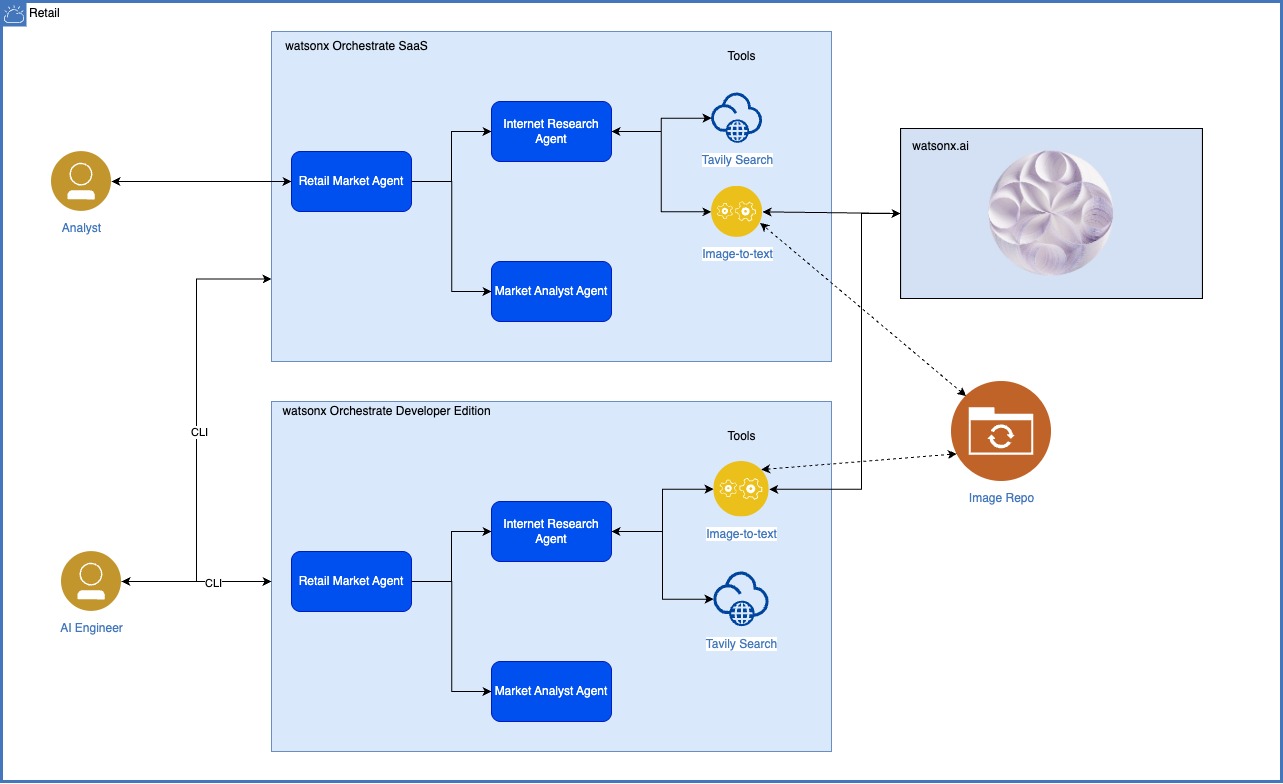 Retail
watsonx Orchestrate SaaS
Tools
Internet Research
Agent
Tavily Search
watsonx.ai
Retail Market Agent
Analyst
Image-to-text
Market Analyst Agent
CLI
watsonx Orchestrate Developer Edition
Tools
Image Repo
Internet Research
Agent
Image-to-text
Retail Market Agent
CLI
AI Engineer
Tavily Search
Market Analyst Agent